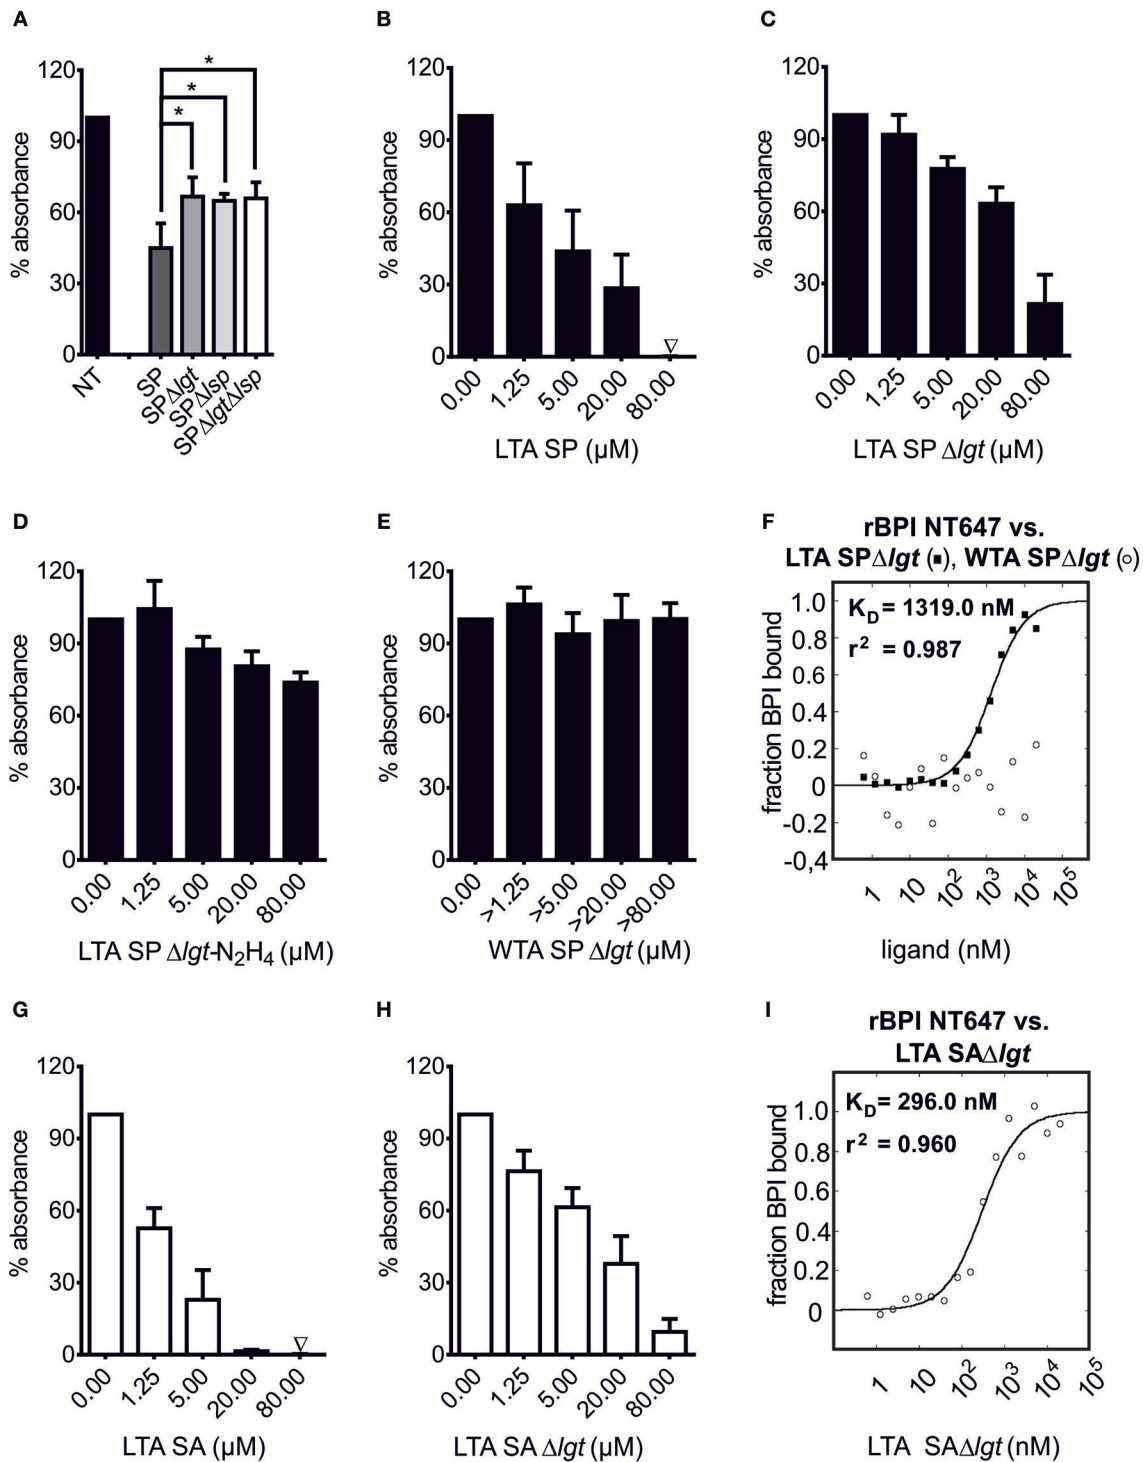 A
% absorbance
120
90
60
30
0
*
*
*
NT
SP
SPΔlgt
SPΔlsp
SPΔlgtΔlsp
B
% absorbance
120
90
60
30
0
0.00
1.25
5.00
20.00
80.00
LTA SP (µM)
C
% absorbance
120
90
60
30
0
0.00
1.25
5.00
20.00
80.00
LTA SP Δlgt (µM)
D
% absorbance
120
90
60
30
0
0.00
1.25
5.00
20.00
80.00
LTA SP Δlgt-N₂H₄ (µM)
E
% absorbance
120
90
60
30
0
0.00
>1.25
>5.00
>20.00
>80.00
WTA SP Δlgt (µM)
F
rBPI NT647 vs.
LTA SPΔlgt (■), WTA SPΔlgt (○)
K_D = 1319.0 nM
r² = 0.987
fraction BPI bound
1.0
0.8
0.6
0.4
0.2
0
-0.2
-0,4
1
10
10²
10³
10⁴
10⁵
ligand (nM)
G
% absorbance
120
90
60
30
0
0.00
1.25
5.00
20.00
80.00
LTA SA (µM)
H
% absorbance
120
90
60
30
0
0.00
1.25
5.00
20.00
80.00
LTA SA Δlgt (µM)
I
rBPI NT647 vs.
LTA SAΔlgt
K_D = 296.0 nM
r² = 0.960
fraction BPI bound
1.0
0.8
0.6
0.4
0.2
0
1
10
10²
10³
10⁴
10⁵
LTA SAΔlgt (nM)